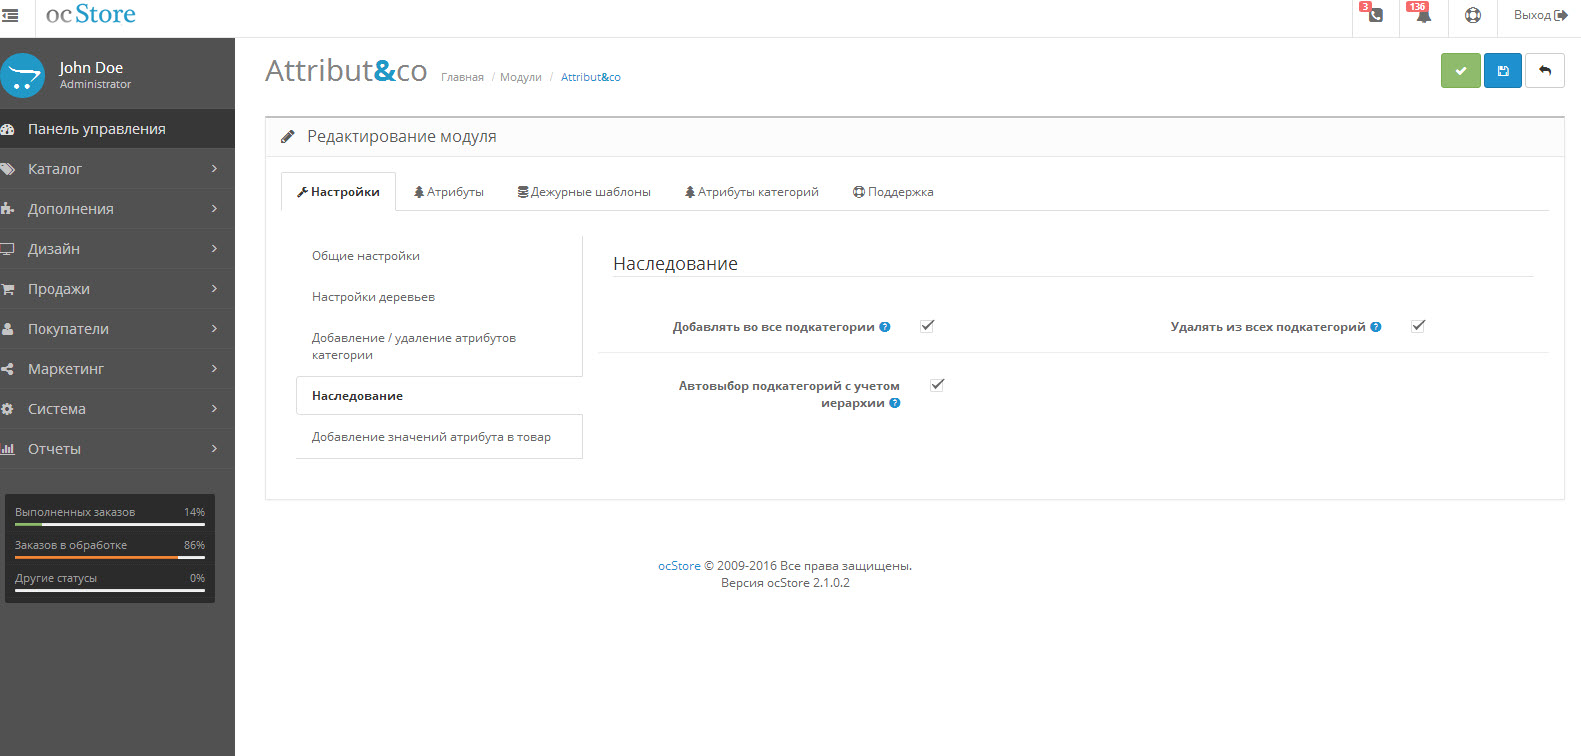 ocStore
3
136
Выход
John Doe
Administrator
Панель управления
Каталог
Дополнения
Дизайн
Продажи
Покупатели
Маркетинг
Система
Отчеты
Выполненных заказов 14%
Заказов в обработке 86%
Другие статусы 0%
Attribut&co
Главная / Модули / Attribut&co
Редактирование модуля
Настройки Атрибуты Дежурные шаблоны Атрибуты категорий Поддержка
Общие настройки
Настройки деревьев
Добавление / удаление атрибутов
категории
Наследование
Добавление значений атрибута в товар
Наследование
Добавлять во все подкатегории ?
Удалять из всех подкатегорий ?
Автовыбор подкатегорий с учетом
иерархии ?
ocStore © 2009-2016 Все права защищены.
Версия ocStore 2.1.0.2